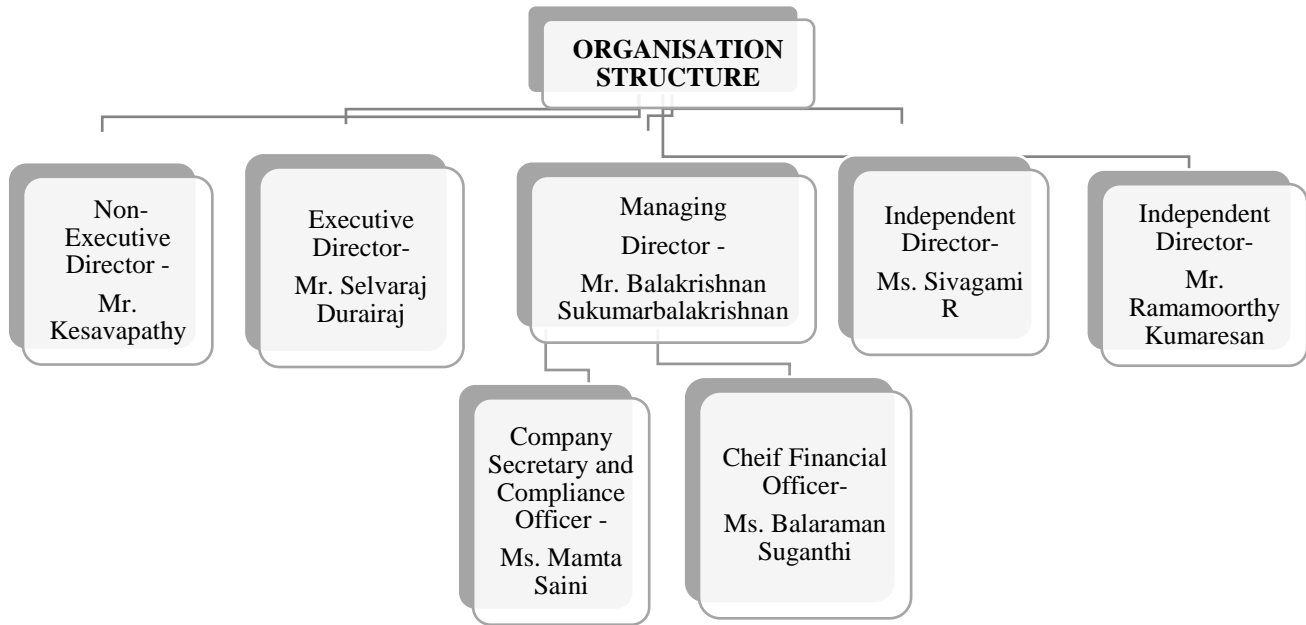 ORGANISATION
STRUCTURE
Non-
Executive
Director -
Mr.
Kesavapathy
Executive
Director-
Mr. Selvaraj
Durairaj
Managing
Director -
Mr. Balakrishnan
Sukumarbalakrishnan
Independent
Director-
Ms. Sivagami
R
Independent
Director-
Mr.
Ramamoorthy
Kumaresan
Company
Secretary and
Compliance
Officer -
Ms. Mamta
Saini
Cheif Financial
Officer-
Ms. Balaraman
Suganthi